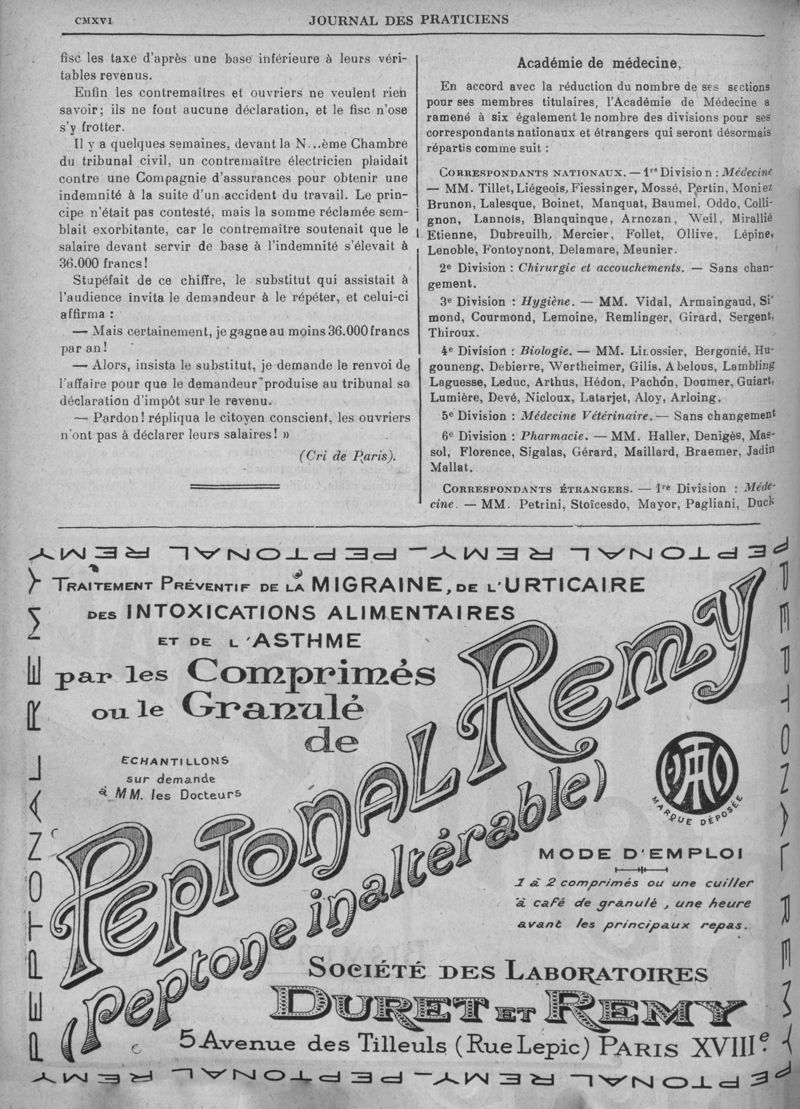 CMXVI
JOURNAL DES PRATICIENS
fisc les taxe d'après une base inférieure à leurs véri-
tables revenus.
Enfin les contremaîtres et ouvriers ne veulent rien
savoir; ils ne font aucune déclaration, et le fisc n'ose
s'y frotter.
Il y a quelques semaines, devant la N...ème Chambre
du tribunal civil, un contremaître électricien plaidait
contre une Compagnie d'assurances pour obtenir une
indemnité à la suite d'un accident du travail. Le prin-
cipe n'était pas contesté, mais la somme réclamée sem-
blait exorbitante, car le contremaître soutenait que le
salaire devant servir de base à l'indemnité s'élevait à
36.000 francs!
Stupéfait de ce chiffre, le substitut qui assistait à
l'audience invita le demandeur à le répéter, et celui-ci
affirma :
— Mais certainement, je gagne au moins 36.000 francs
par an!
— Alors, insista le substitut, je demande le renvoi de
l'affaire pour que le demandeur produise au tribunal sa
déclaration d'impôt sur le revenu.
— Pardon! répliqua le citoyen conscient, les ouvriers
n'ont pas à déclarer leurs salaires! »
(Cri de Paris).
Académie de médecine.
En accord avec la réduction du nombre de ses sections
pour ses membres titulaires, l'Académie de Médecine a
ramené à six également le nombre des divisions pour ses
correspondants nationaux et étrangers qui seront désormais
répartis comme suit :
CORRESPONDANTS NATIONAUX. — 1re Division : Médecine
— MM. Tillet, Liégeois, Fiessinger, Mossé, Pertin, Moniez
Brunon, Lalesque, Boinet, Manquat, Baumel, Oddo, Colli-
gnon, Lannois, Blanquinque, Arnozan, Weil, Mirallié
Etienne, Dubreuilh, Mercier, Follet, Ollive, Lépine,
Lenoble, Fontoynont, Delamare, Meunier.
2e Division : Chirurgie et accouchements. — Sans chan-
gement.
3e Division : Hygiène. — MM. Vidal, Armaingaud, Si
mond, Courmond, Lemoine, Remlinger, Girard, Sergent,
Thiroux.
4e Division : Biologie. — MM. Linossier, Bergonié, Hu-
gouneng, Debierre, Wertheimer, Gilis, Abelous, Lambling
Laguesse, Leduc, Arthus, Hédon, Pachon, Doumer, Guiart,
Lumière, Devé, Nicloux, Latarjet, Aloy, Arloing.
5e Division : Médecine Vétérinaire. — Sans changement
6e Division : Pharmacie. — MM. Haller, Denigès, Mas-
sol, Florence, Sigalas, Gérard, Maillard, Braemer, Jadin
Mallat.
CORRESPONDANTS ÉTRANGERS. — 1re Division : Méde-
cine. — MM. Petrini, Stoïcesdo, Mayor, Pagliani, Duck
PEPTONAL REMY_PEPTONAL REMY
TRAITEMENT PRÉVENTIF DE LA MIGRAINE, DE L'URTICAIRE
DES INTOXICATIONS ALIMENTAIRES
ET DE L'ASTHME
par les Comprimés
ou le Granulé
de
PEPTONAL REMY
(peptone inaltérable)
ECHANTILLONS
sur demande
à MM. les Docteurs
MARQUE DÉPOSÉE
MODE D'EMPLOI
1 à 2 comprimés ou une cuiller
à café de granulé, une heure
avant les principaux repas.
SOCIÉTÉ DES LABORATOIRES
DURET ET REMY
5 Avenue des Tilleuls (Rue Lepic) PARIS XVIIIe
PEPTONAL REMY
PEPTONAL REMY
PEPTONAL REMY_PEPTONAL REMY